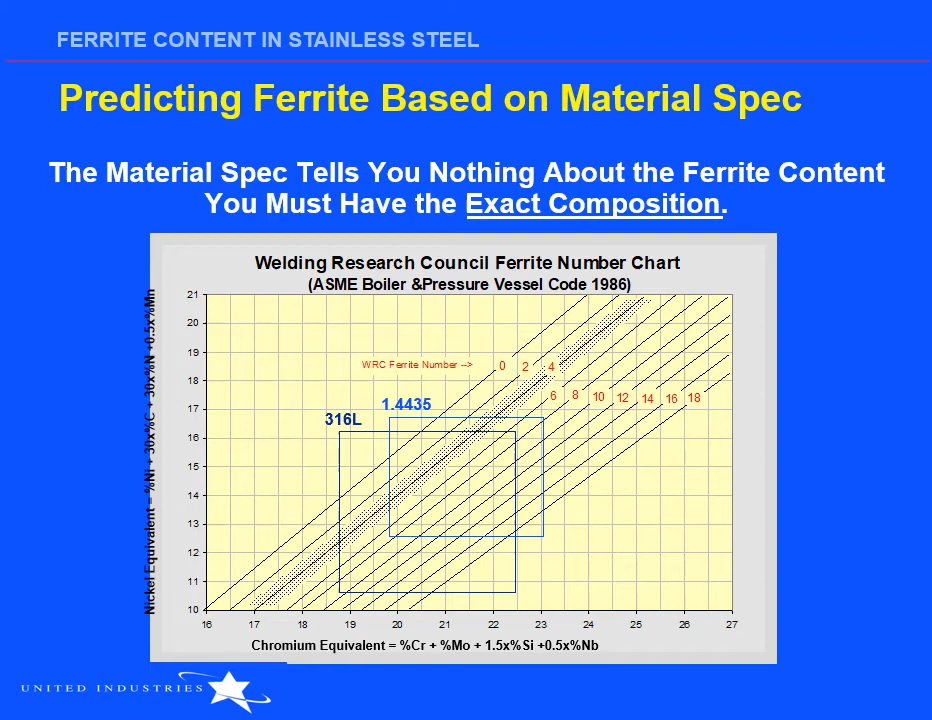 FERRITE CONTENT IN STAINLESS STEEL
Predicting Ferrite Based on Material Spec
The Material Spec Tells You Nothing About the Ferrite Content
You Must Have the Exact Composition.
Welding Research Council Ferrite Number Chart
(ASME Boiler &Pressure Vessel Code 1986)
Nickel Equivalent = %Ni + 30x%C + 30x%N +0.5x%Mn
21
20
19
18
17
16
15
14
13
12
11
10
WRC Ferrite Number -->
0 2 4
6 8 10 12 14 16 18
1.4435
316L
16 17 18 19 20 21 22 23 24 25 26 27
Chromium Equivalent = %Cr + %Mo + 1.5x%Si +0.5x%Nb
UNITED INDUSTRIES